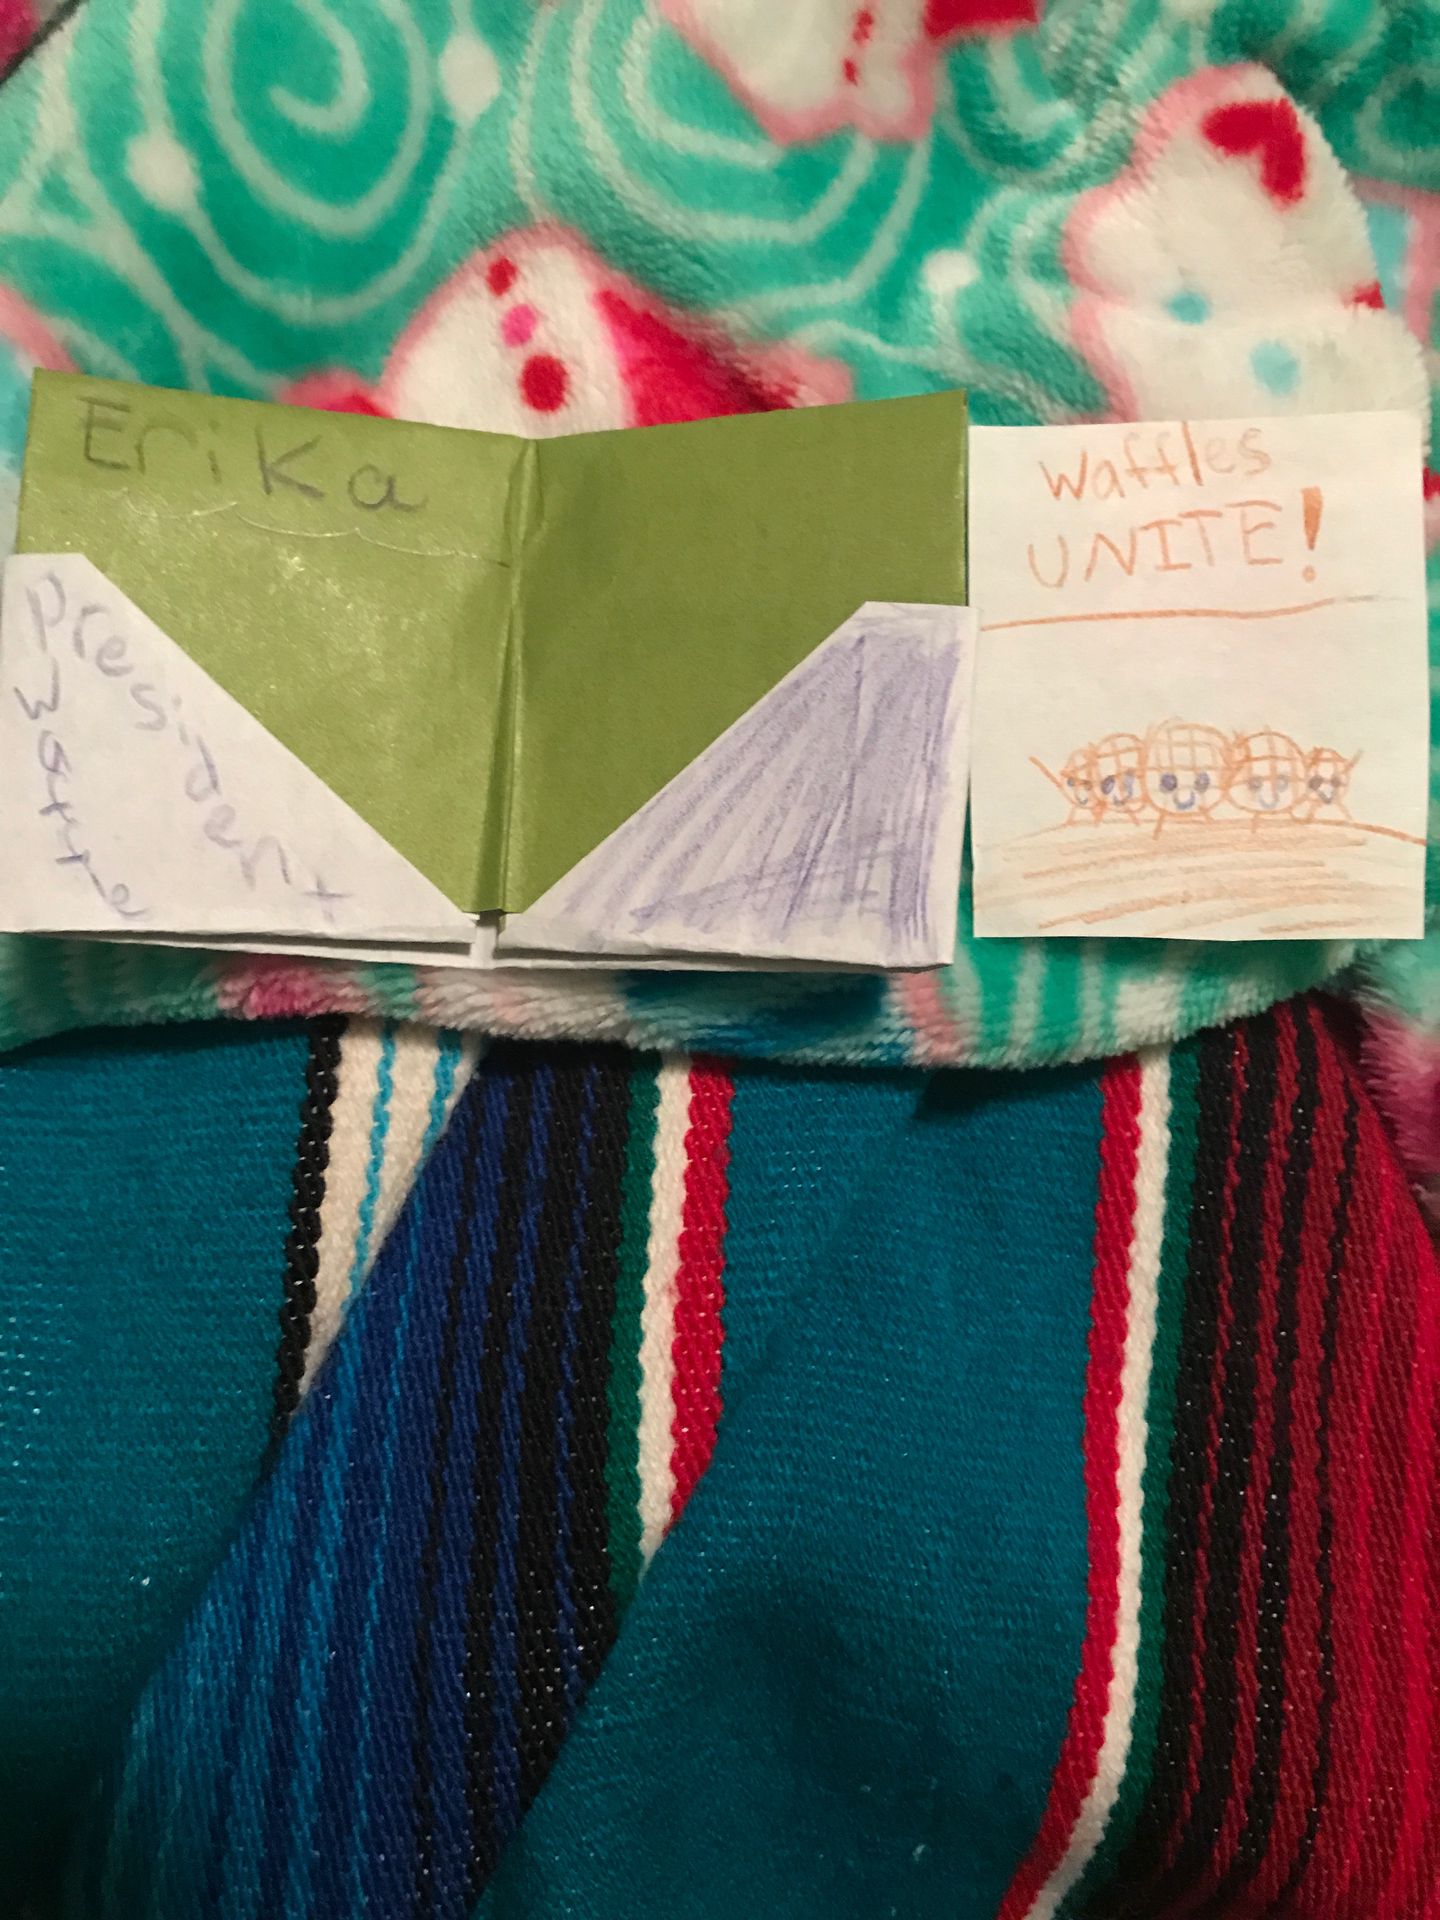 Erika
President
Waffle
Waffles
UNITE!